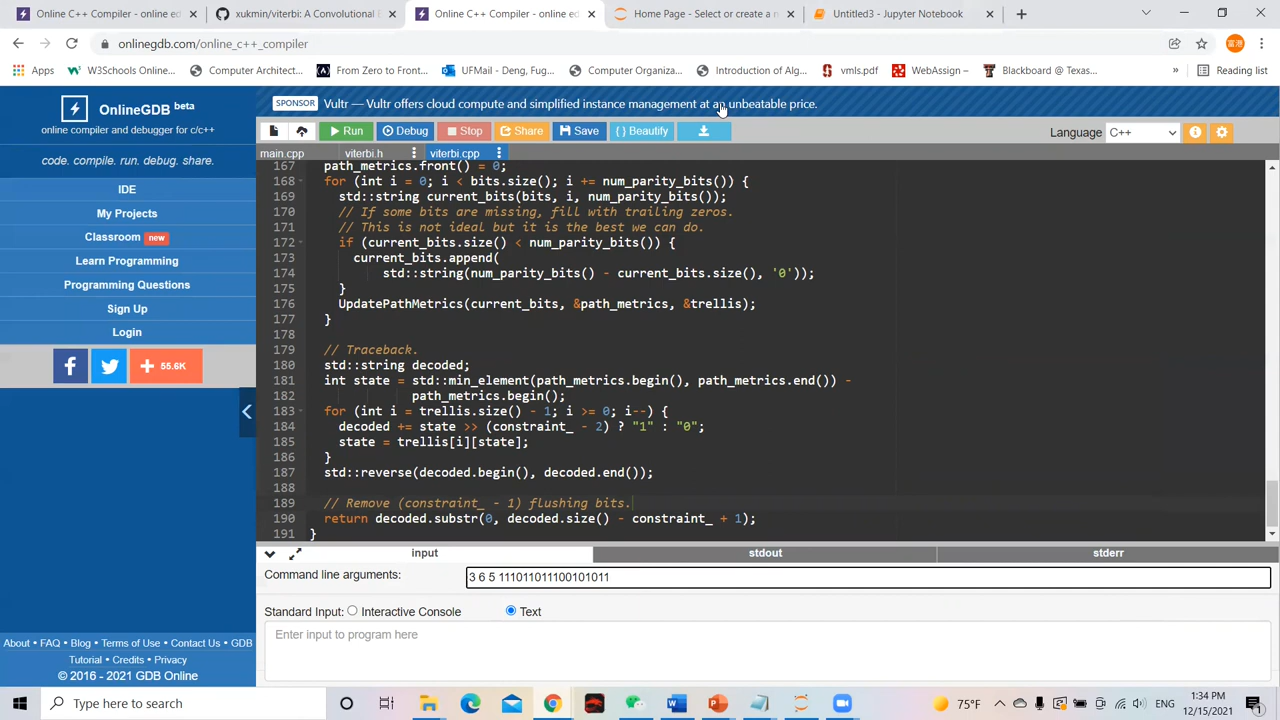 Online C++ Compiler - online edi
xukmin/viterbi: A Convolutional E
Online C++ Compiler - online edi
Home Page - Select or create a n
Untitled3 - Jupyter Notebook
onlinegdb.com/online_c++_compiler
Apps
W3Schools Online...
Computer Architect...
From Zero to Front...
UFMail - Deng, Fug...
Computer Organiza...
Introduction of Alg...
vmls.pdf
WebAssign –
Blackboard @ Texas...
»
Reading list
OnlineGDB beta
online compiler and debugger for c/c++
code. compile. run. debug. share.
IDE
My Projects
Classroom new
Learn Programming
Programming Questions
Sign Up
Login
55.6K
About • FAQ • Blog • Terms of Use • Contact Us • GDB
Tutorial • Credits • Privacy
© 2016 - 2021 GDB Online
SPONSOR Vultr — Vultr offers cloud compute and simplified instance management at an unbeatable price.
Run Debug Stop Share Save { } Beautify
Language C++
main.cpp viterbi.h viterbi.cpp
167 path_metrics.front() = 0;
168 for (int i = 0; i < bits.size(); i += num_parity_bits()) {
169 std::string current_bits(bits, i, num_parity_bits());
170 // If some bits are missing, fill with trailing zeros.
171 // This is not ideal but it is the best we can do.
172 if (current_bits.size() < num_parity_bits()) {
173 current_bits.append(
174 std::string(num_parity_bits() - current_bits.size(), '0'));
175 }
176 UpdatePathMetrics(current_bits, &path_metrics, &trellis);
177 }
178
179 // Traceback.
180 std::string decoded;
181 int state = std::min_element(path_metrics.begin(), path_metrics.end()) -
182 path_metrics.begin();
183 for (int i = trellis.size() - 1; i >= 0; i--) {
184 decoded += state >> (constraint_ - 2) ? "1" : "0";
185 state = trellis[i][state];
186 }
187 std::reverse(decoded.begin(), decoded.end());
188
189 // Remove (constraint_ - 1) flushing bits.
190 return decoded.substr(0, decoded.size() - constraint_ + 1);
191 }
input stdout stderr
Command line arguments: 3 6 5 111011011100101011
Standard Input: Interactive Console Text
Enter input to program here
Type here to search
75°F
ENG
1:34 PM
12/15/2021